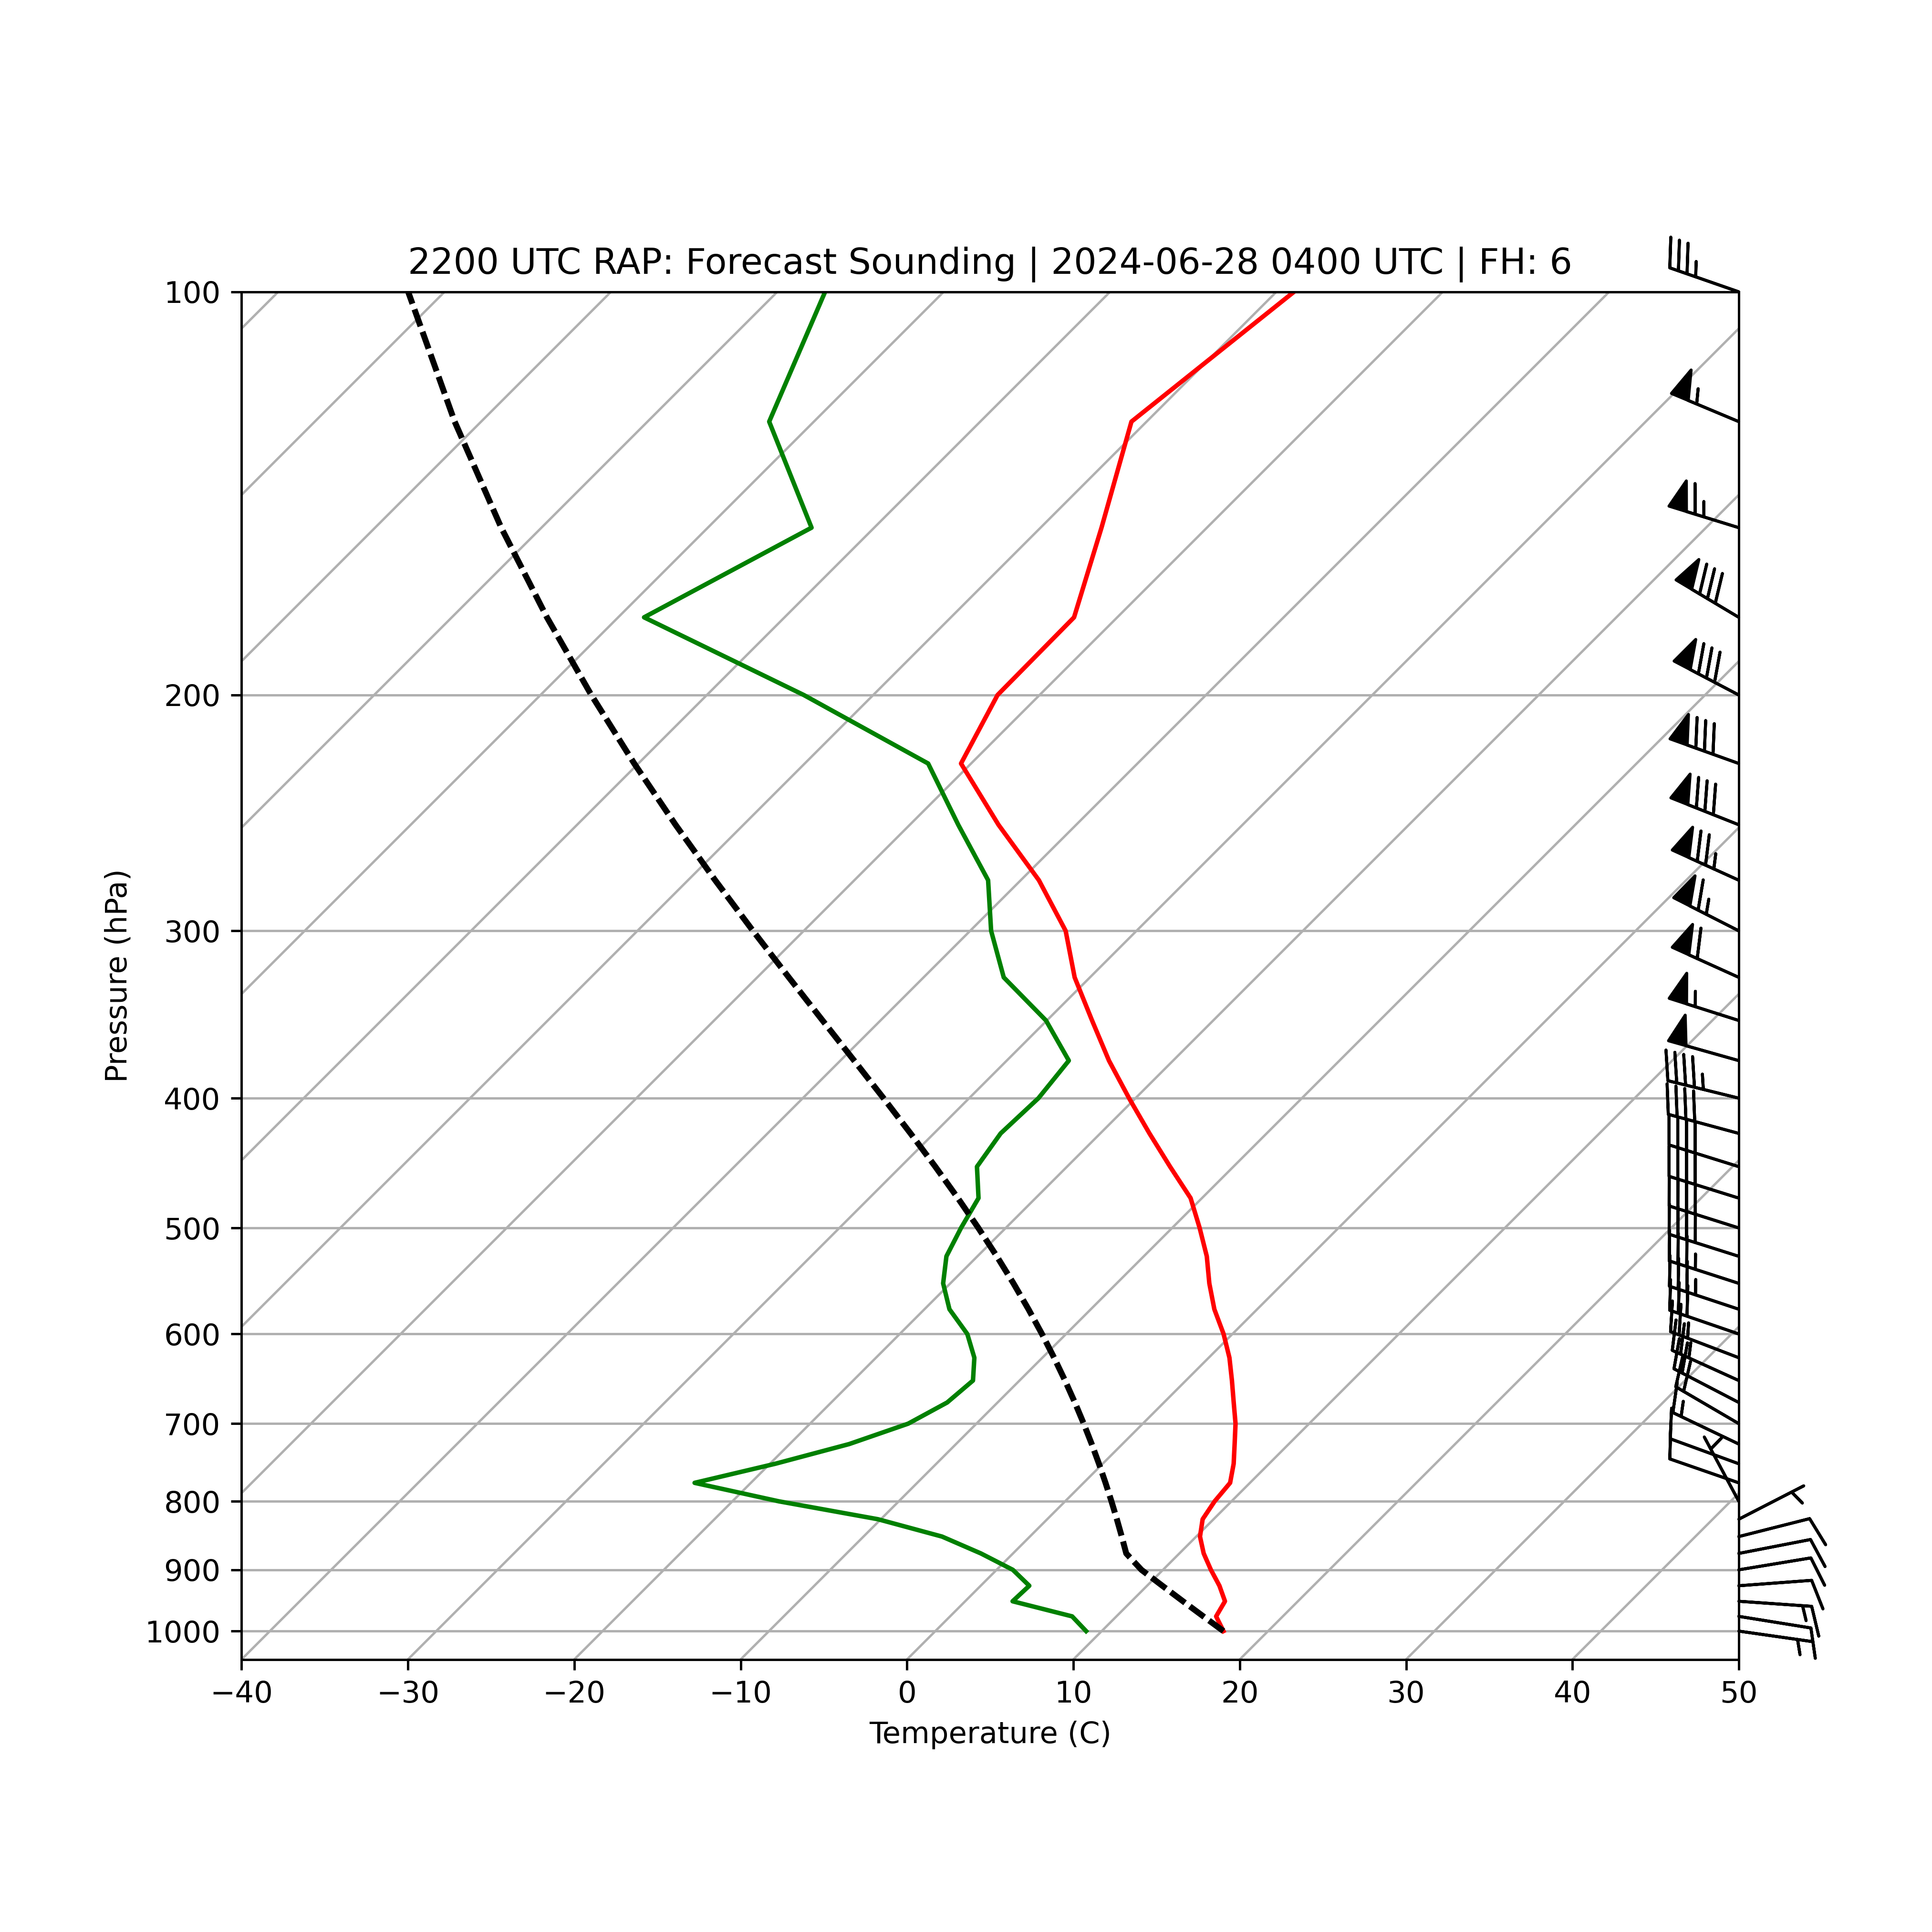 2200 UTC RAP: Forecast Sounding | 2024-06-28 0400 UTC | FH: 6
100
200
300
400
500
600
700
800
900
1000
Pressure (hPa)
−40 −30 −20 −10 0 10 20 30 40 50
Temperature (C)